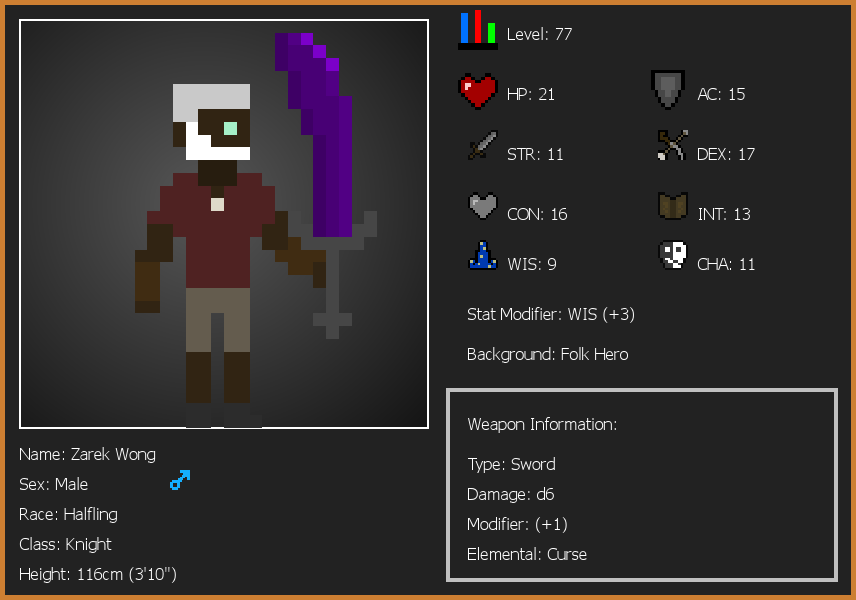 Level: 77
HP: 21
AC: 15
STR: 11
DEX: 17
CON: 16
INT: 13
WIS: 9
CHA: 11
Stat Modifier: WIS (+3)
Background: Folk Hero
Weapon Information:
Type: Sword
Damage: d6
Modifier: (+1)
Elemental: Curse
Name: Zarek Wong
Sex: Male
Race: Halfling
Class: Knight
Height: 116cm (3'10")